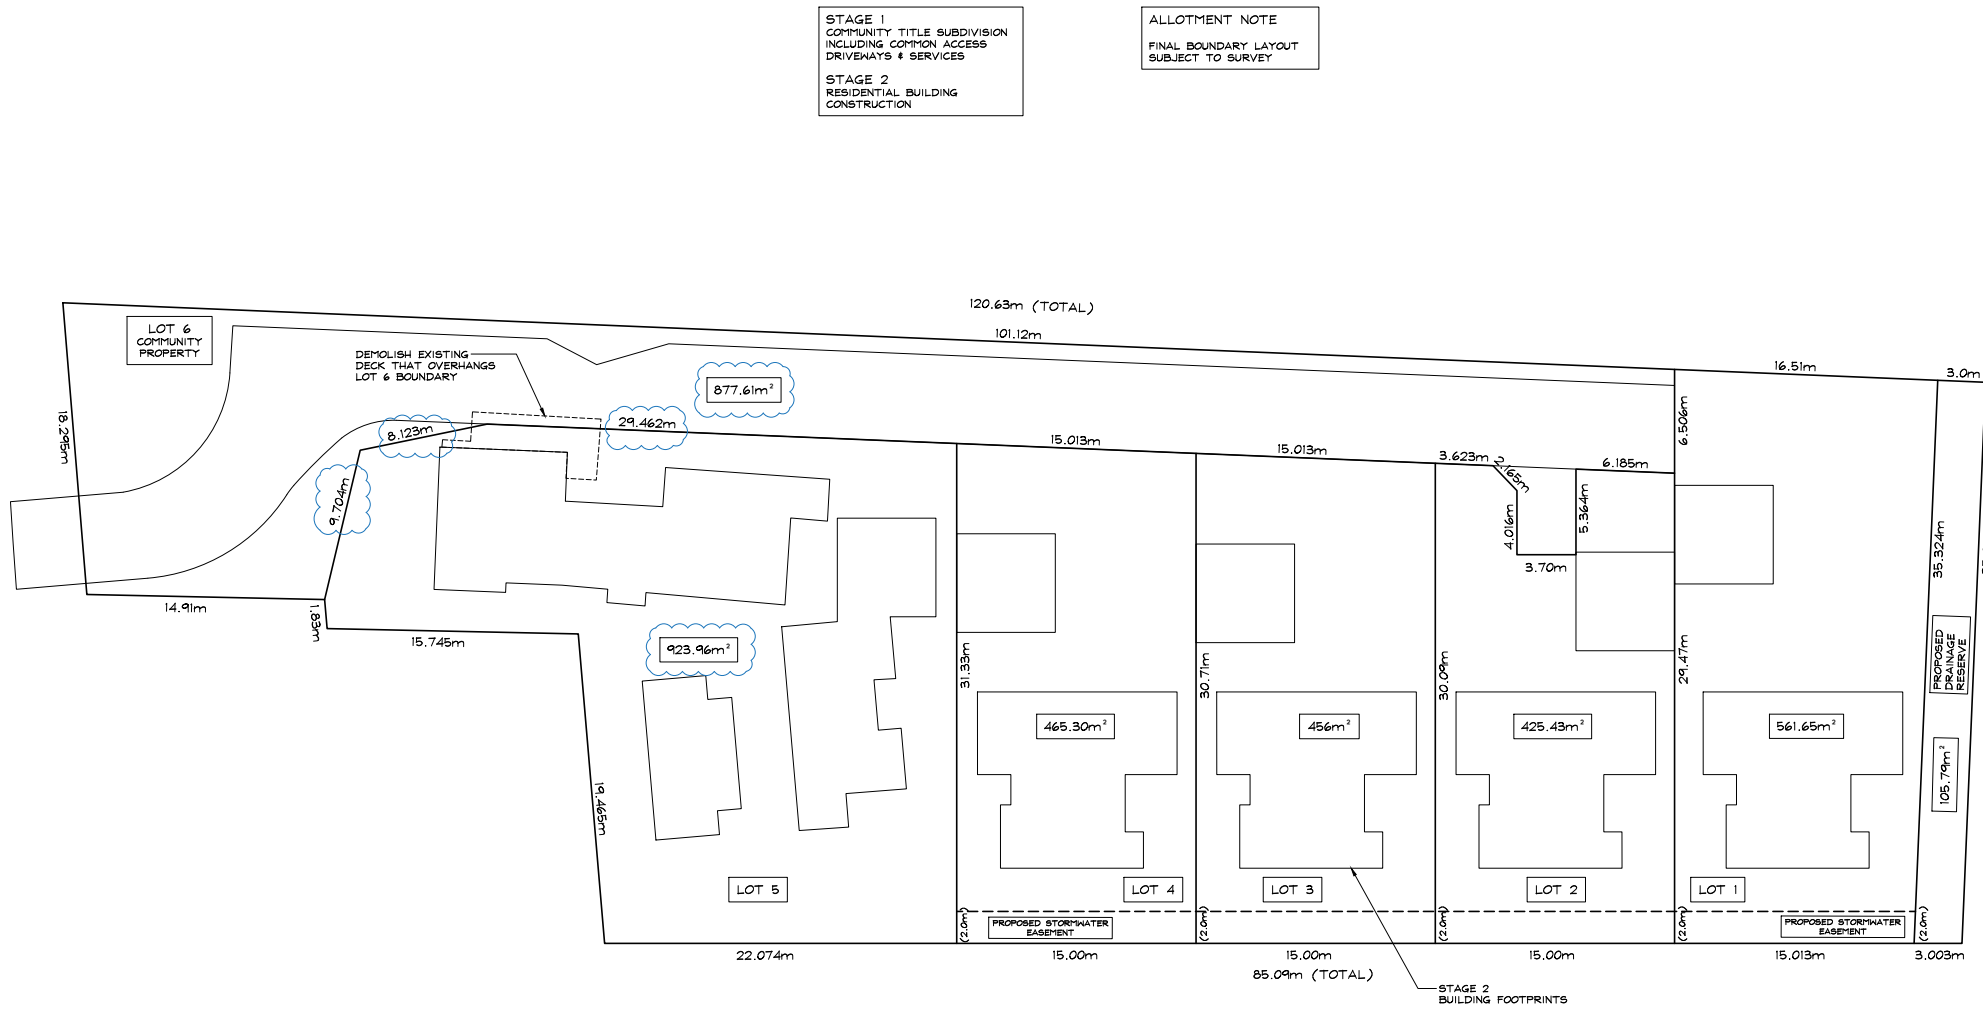 STAGE 1
COMMUNITY TITLE SUBDIVISION
INCLUDING COMMON ACCESS
DRIVEWAYS & SERVICES
STAGE 2
RESIDENTIAL BUILDING
CONSTRUCTION
ALLOTMENT NOTE
FINAL BOUNDARY LAYOUT
SUBJECT TO SURVEY
120.63m (TOTAL)
101.12m
16.51m
3.0m
LOT 6
COMMUNITY
PROPERTY
DEMOLISH EXISTING
DECK THAT OVERHANGS
LOT 6 BOUNDARY
877.61m²
18.295m
8.123m
29.462m
15.013m
15.013m
3.623m
2.165m
6.185m
6.506m
9.704m
4.016m
5.364m
3.70m
35.324m
14.91m
1.83m
15.745m
923.96m²
31.33m
30.71m
30.09m
29.47m
PROPOSED
DRAINAGE
RESERVE
465.30m²
456m²
425.43m²
561.65m²
105.79m²
19.465m
LOT 5
LOT 4
LOT 3
LOT 2
LOT 1
(2.0m)
PROPOSED STORMWATER
EASEMENT
(2.0m)
(2.0m)
(2.0m)
PROPOSED STORMWATER
EASEMENT
(2.0m)
22.074m
15.00m
15.00m
15.00m
15.013m
3.003m
85.09m (TOTAL)
STAGE 2
BUILDING FOOTPRINTS